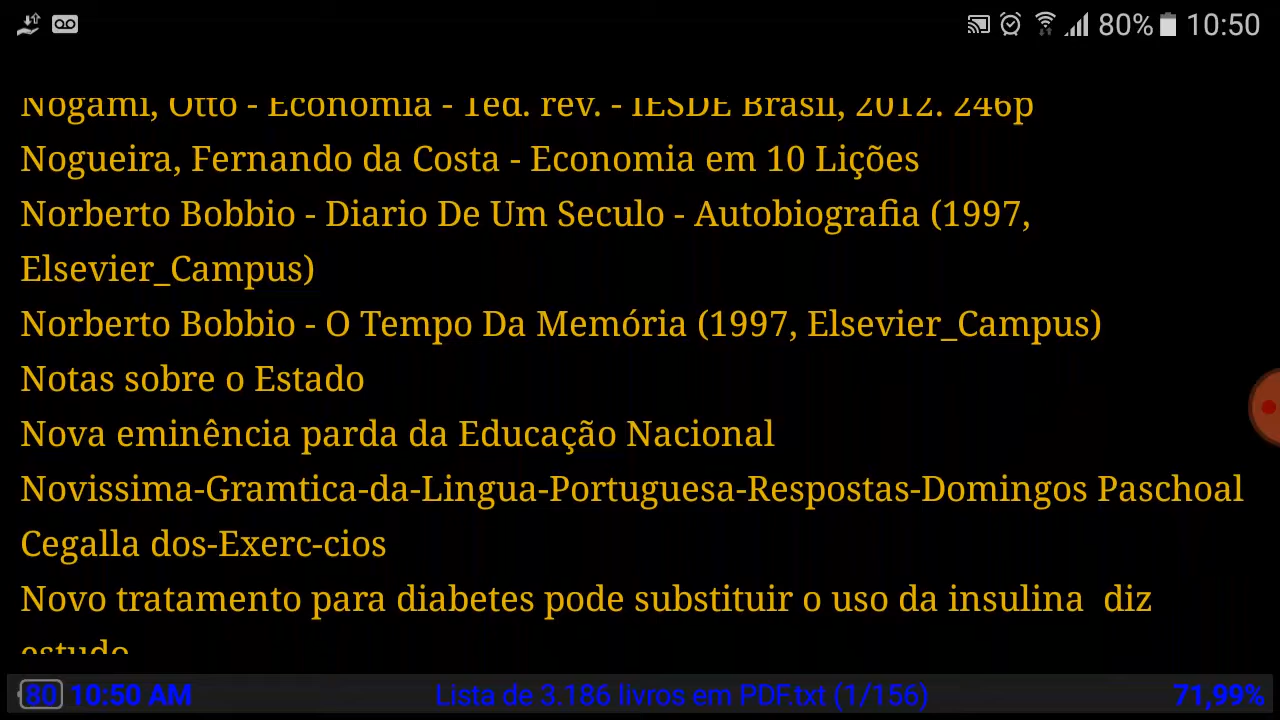 80% 10:50
Nogami, Otto - Economia - 1ed. rev. - IESDE Brasil, 2012. 246p
Nogueira, Fernando da Costa - Economia em 10 Lições
Norberto Bobbio - Diario De Um Seculo - Autobiografia (1997,
Elsevier_Campus)
Norberto Bobbio - O Tempo Da Memória (1997, Elsevier_Campus)
Notas sobre o Estado
Nova eminência parda da Educação Nacional
Novissima-Gramtica-da-Lingua-Portuguesa-Respostas-Domingos Paschoal
Cegalla dos-Exerc-cios
Novo tratamento para diabetes pode substituir o uso da insulina  diz
estudo
80 10:50 AM Lista de 3.186 livros em PDF.txt (1/156) 71,99%